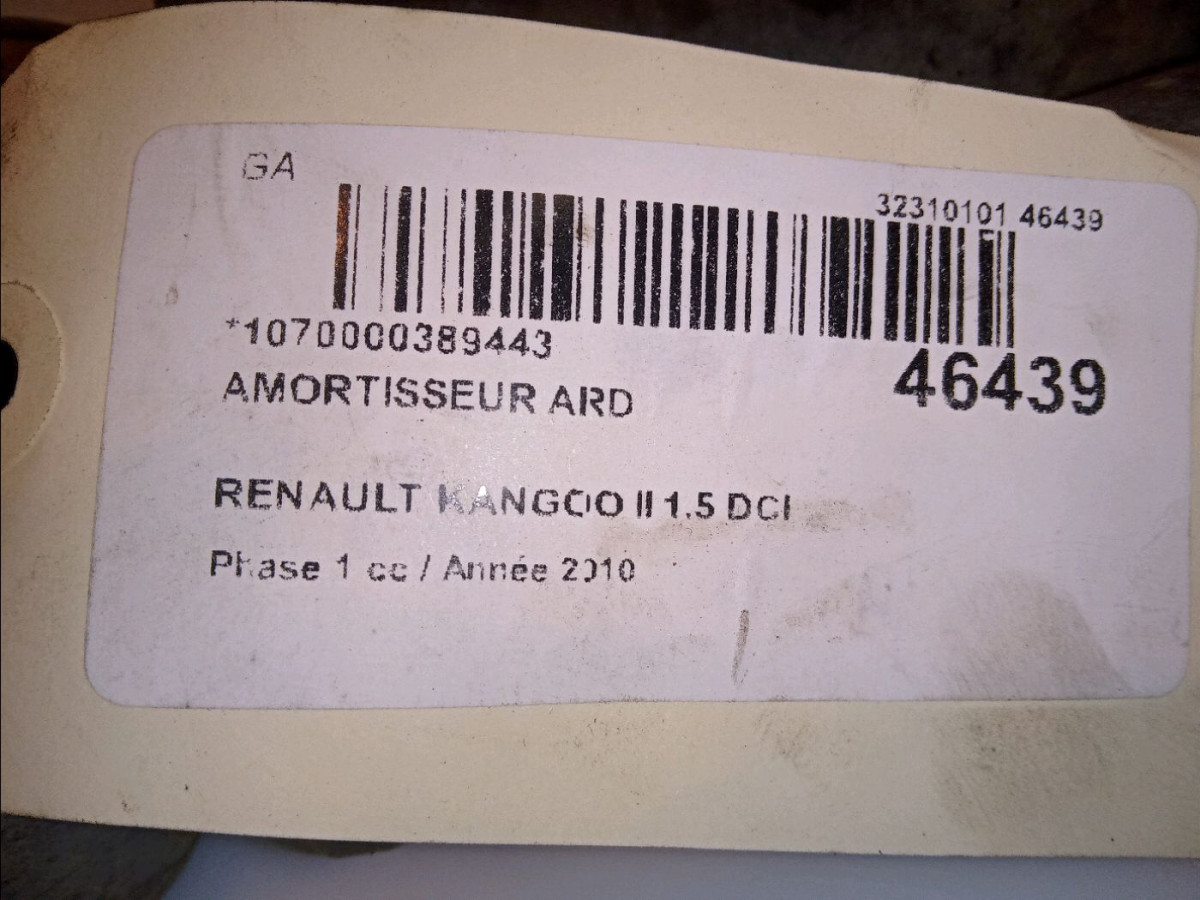 GA
32310101 46439
*1070000389443
46439
AMORTISSEUR ARD
RENAULT KANGOO II 1.5 DCI
Phase 1 cc / Année 2010